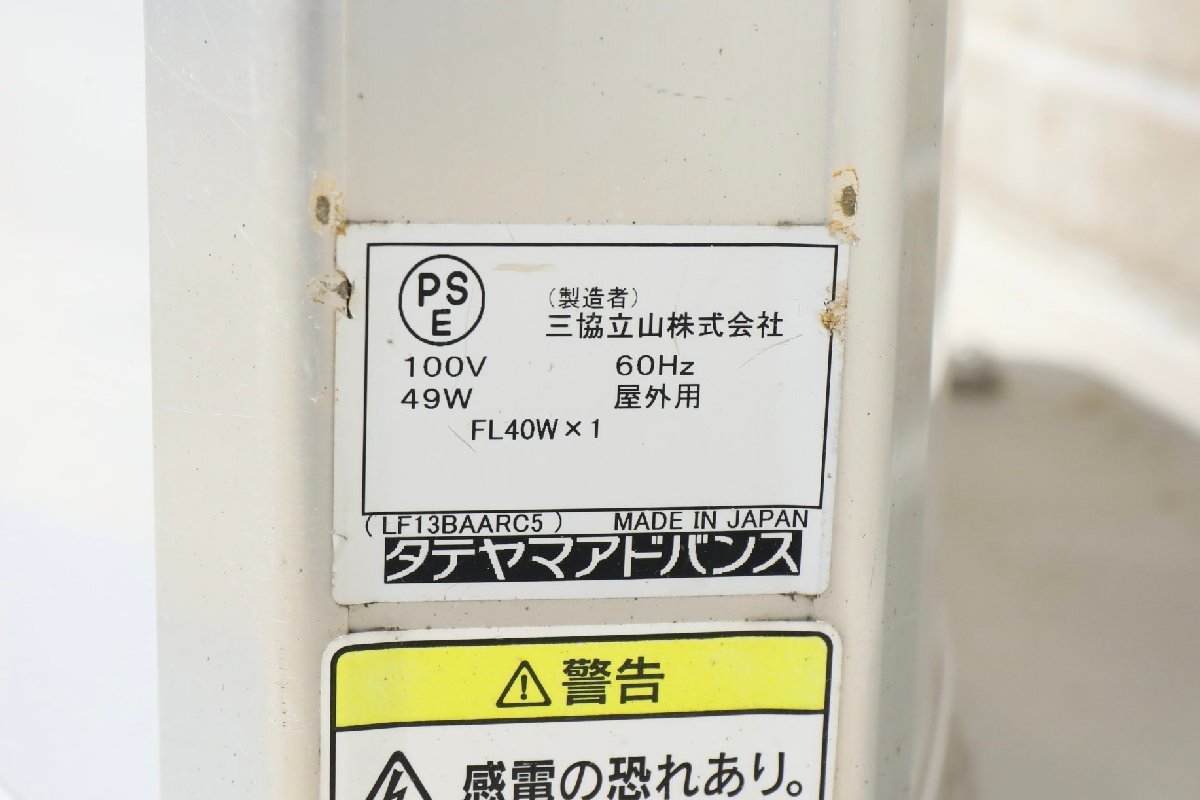 PS
E
（製造者）
三協立山株式会社
100V 60Hz
49W 屋外用
FL40W×1
（LF13BAARC5） MADE IN JAPAN
タテヤマアドバンス
警告
感電の恐れあり。